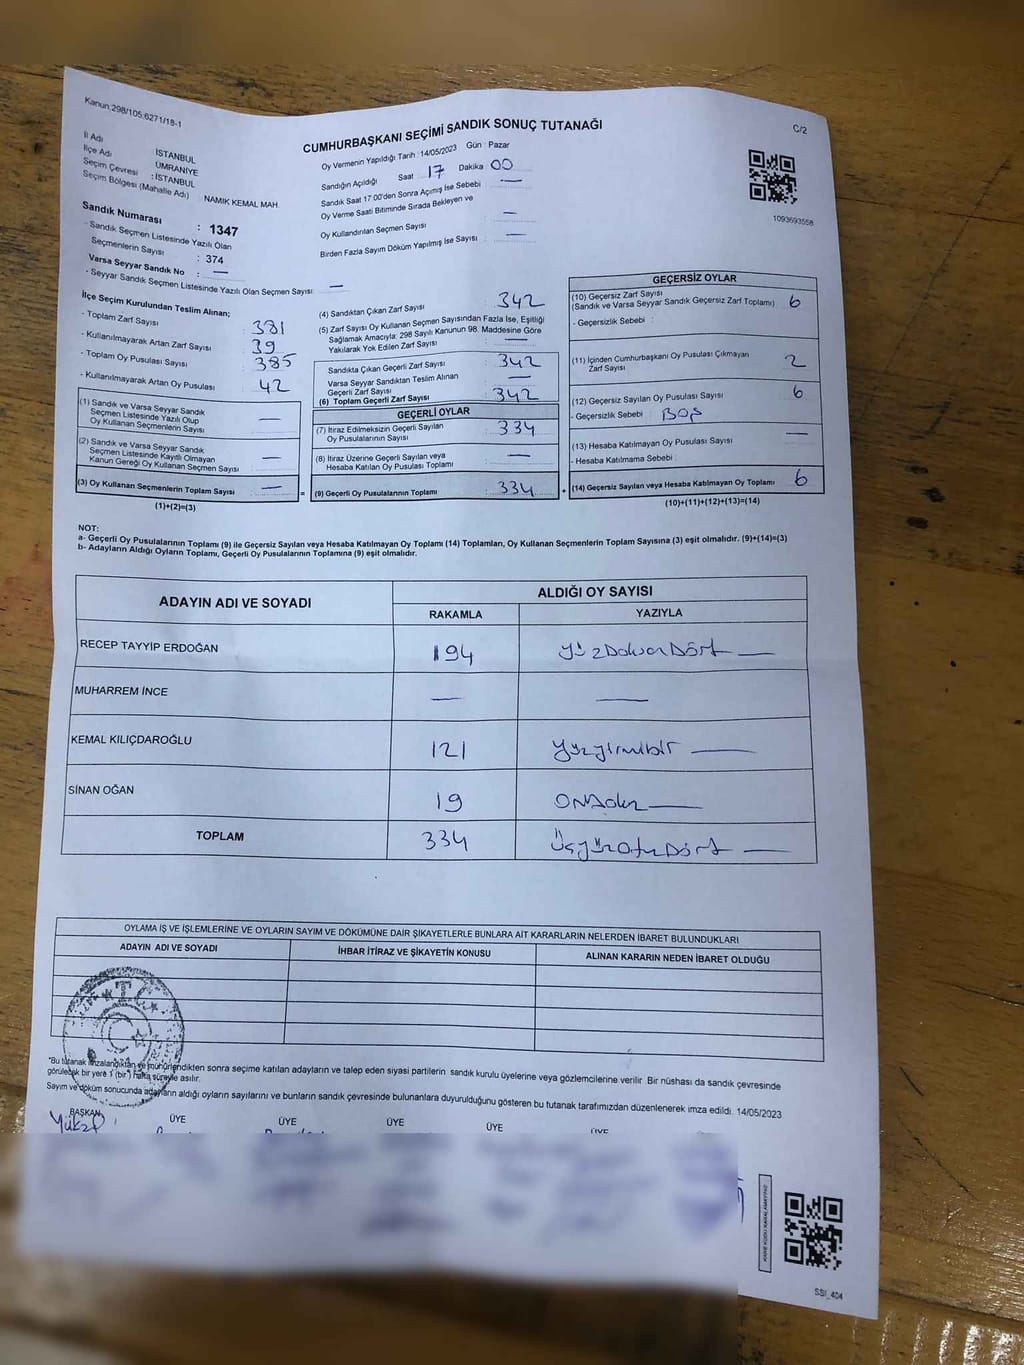 Kanun:298/105,6271/18-1
C/2
CUMHURBAŞKANI SEÇİMİ SANDIK SONUÇ TUTANAĞI
İl Adı : İSTANBUL
İlçe Adı : ÜMRANİYE
Seçim Çevresi : İSTANBUL
Seçim Bölgesi (Mahalle Adı) : NAMIK KEMAL MAH.
Sandık Numarası : 1347
- Sandık Seçmen Listesinde Yazılı Olan
Seçmenlerin Sayısı : 374
Varsa Seyyar Sandık No : —
- Seyyar Sandık Seçmen Listesinde Yazılı Olan Seçmen Sayısı: —
Oy Vermenin Yapıldığı Tarih : 14/05/2023 Gün : Pazar
Sandığın Açıldığı Saat : 17 Dakika : 00
Sandık Saat 17:00'den Sonra Açımış İse Sebebi : —
Oy Verme Saati Bitiminde Sırada Bekleyen ve
Oy Kullandırılan Seçmen Sayısı : —
Birden Fazla Sayım Döküm Yapılmış İse Sayısı : —
1093693558
İlçe Seçim Kurulundan Teslim Alınan;
- Toplam Zarf Sayısı : 381
- Kullanılmayarak Artan Zarf Sayısı : 39
- Toplam Oy Pusulası Sayısı : 385
- Kullanılmayarak Artan Oy Pusulası : 42
(1) Sandık ve Varsa Seyyar Sandık
Seçmen Listesinde Yazılı Olup
Oy Kullanan Seçmenlerin Sayısı : —
(2) Sandık ve Varsa Seyyar Sandık
Seçmen Listesinde Kayıtlı Olmayan
Kanun Gereği Oy Kullanan Seçmen Sayısı : —
(3) Oy Kullanan Seçmenlerin Toplam Sayısı : —
(1)+(2)=(3)
(4) Sandıktan Çıkan Zarf Sayısı : 342
(5) Zarf Sayısı Oy Kullanan Seçmen Sayısından Fazla İse, Eşitliği
Sağlamak Amacıyla; 298 Sayılı Kanunun 98. Maddesine Göre
Yakılarak Yok Edilen Zarf Sayısı : —
Sandıkta Çıkan Geçerli Zarf Sayısı : 342
Varsa Seyyar Sandıktan Teslim Alınan
Geçerli Zarf Sayısı : —
(6) Toplam Geçerli Zarf Sayısı : 342
GEÇERLİ OYLAR
(7) İtiraz Edilmeksizin Geçerli Sayılan
Oy Pusulalarının Sayısı : 334
(8) İtiraz Üzerine Geçerli Sayılan veya
Hesaba Katılan Oy Pusulası Toplamı : —
= (9) Geçerli Oy Pusulalarının Toplamı : 334 +
GEÇERSİZ OYLAR
(10) Geçersiz Zarf Sayısı
(Sandık ve Varsa Seyyar Sandık Geçersiz Zarf Toplamı) : 6
- Geçersizlik Sebebi :
(11) İçinden Cumhurbaşkanı Oy Pusulası Çıkmayan
Zarf Sayısı : 2
(12) Geçersiz Sayılan Oy Pusulası Sayısı : 6
- Geçersizlik Sebebi : BOŞ
(13) Hesaba Katılmayan Oy Pusulası Sayısı : —
- Hesaba Katılmama Sebebi :
(14) Geçersiz Sayılan veya Hesaba Katılmayan Oy Toplamı : 6
(10)+(11)+(12)+(13)=(14)
NOT:
a- Geçerli Oy Pusulalarının Toplamı (9) ile Geçersiz Sayılan veya Hesaba Katılmayan Oy Toplamı (14) Toplamları, Oy Kullanan Seçmenlerin Toplam Sayısına (3) eşit olmalıdır. (9)+(14)=(3)
b- Adayların Aldığı Oyların Toplamı, Geçerli Oy Pusulalarının Toplamına (9) eşit olmalıdır.
ADAYIN ADI VE SOYADI
ALDIĞI OY SAYISI
RAKAMLA YAZIYLA
RECEP TAYYİP ERDOĞAN 194 YüzDoksanDört —
MUHARREM İNCE — —
KEMAL KILIÇDAROĞLU 121 Yüzyirmibir —
SİNAN OĞAN 19 ONdokuz —
TOPLAM 334 ÜçyüzOtuzDört —
OYLAMA İŞ VE İŞLEMLERİNE VE OYLARIN SAYIM VE DÖKÜMÜNE DAİR ŞİKAYETLERLE BUNLARA AİT KARARLARIN NELERDEN İBARET BULUNDUKLARI
ADAYIN ADI VE SOYADI İHBAR İTİRAZ VE ŞİKAYETİN KONUSU ALINAN KARARIN NEDEN İBARET OLDUĞU
*Bu tutanak imzalandıktan ve mühürlendikten sonra seçime katılan adayların ve talep eden siyasi partilerin sandık kurulu üyelerine veya gözlemcilerine verilir. Bir nüshası da sandık çevresinde
görülecek bir yere 1 (bir) hafta süreyle asılır.
Sayım ve döküm sonucunda adayların aldığı oyların sayılarını ve bunların sandık çevresinde bulunanlara duyurulduğunu gösteren bu tutanak tarafımızdan düzenlenerek imza edildi. 14/05/2023
BAŞKAN ÜYE ÜYE ÜYE ÜYE ÜYE
SSI_404